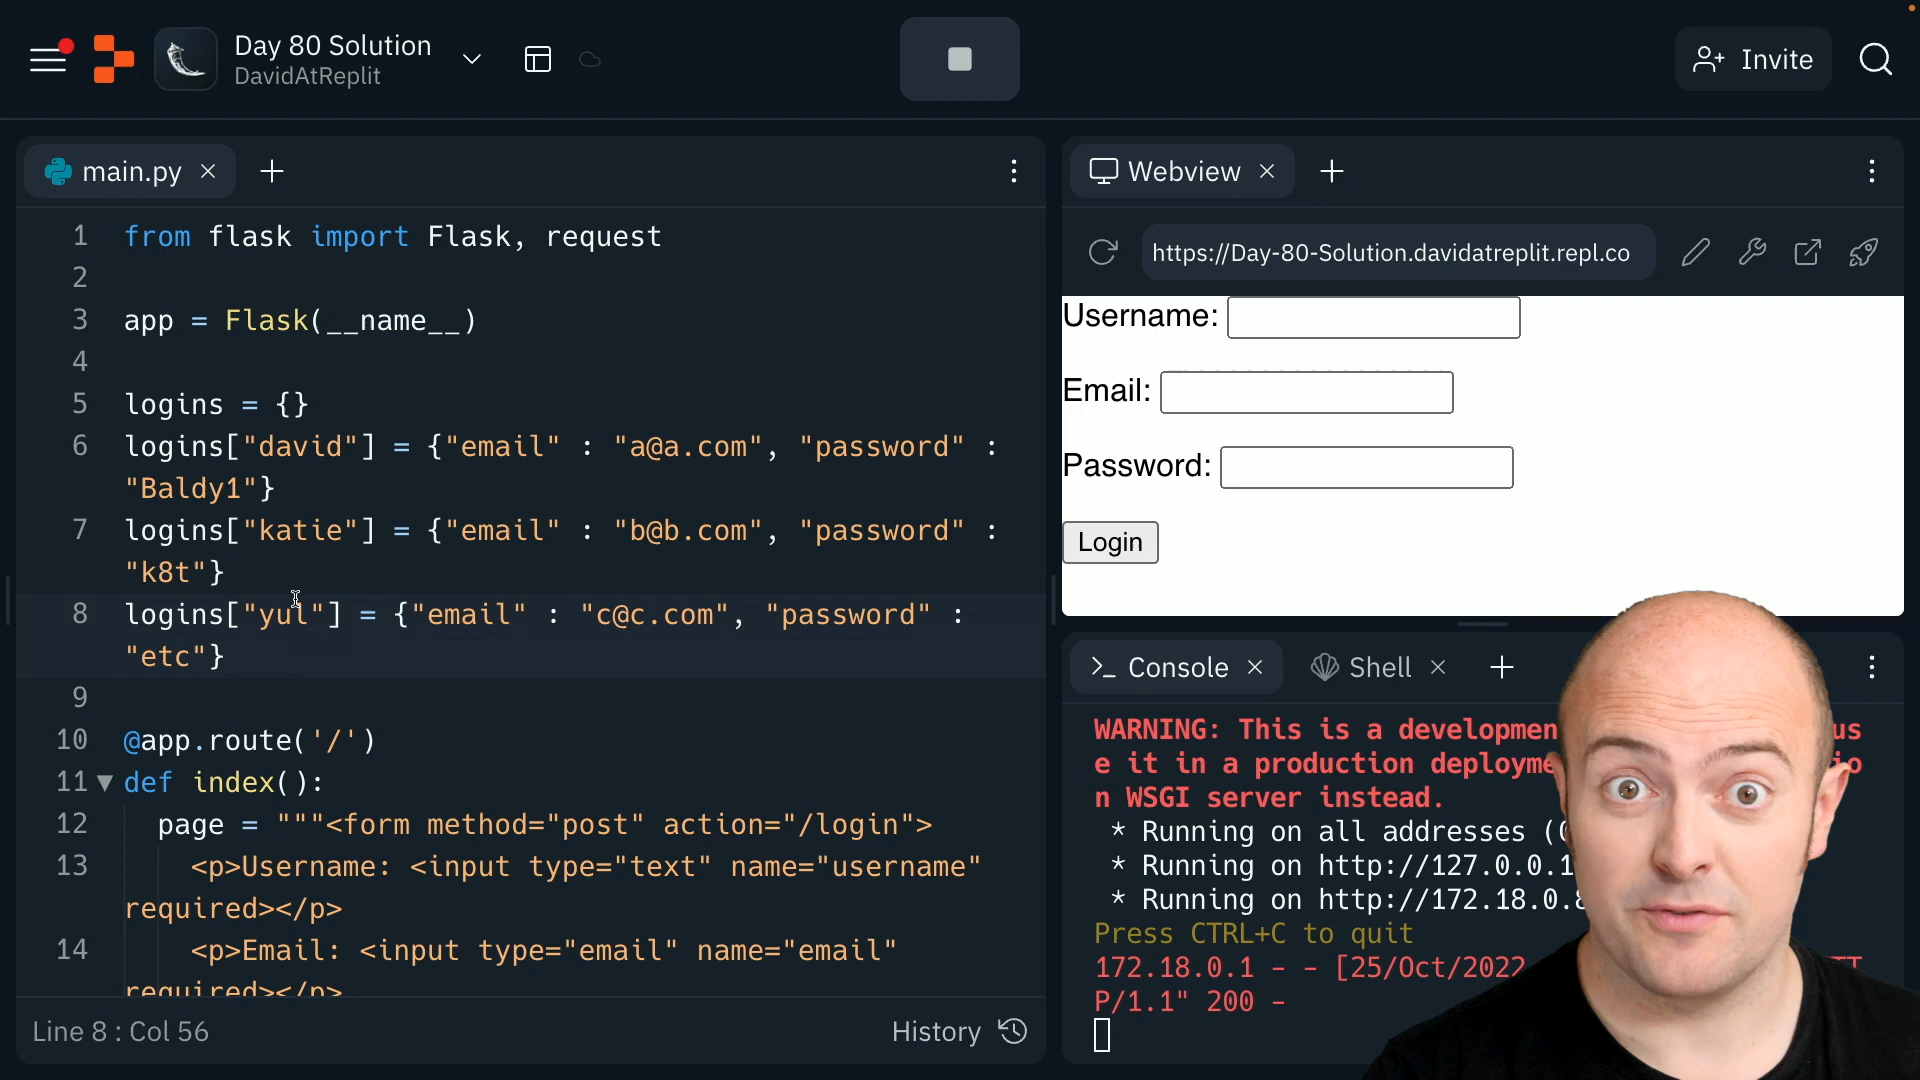 Day 80 Solution
DavidAtReplit
Invite
main.py
1 from flask import Flask, request
2
3 app = Flask(__name__)
4
5 logins = {}
6 logins["david"] = {"email" : "a@a.com", "password" :
"Baldy1"}
7 logins["katie"] = {"email" : "b@b.com", "password" :
"k8t"}
8 logins["yul"] = {"email" : "c@c.com", "password" :
"etc"}
9
10 @app.route('/')
11 def index():
12 page = """<form method="post" action="/login">
13 <p>Username: <input type="text" name="username"
required></p>
14 <p>Email: <input type="email" name="email"
required></p>
Line 8 : Col 56
History
Webview
https://Day-80-Solution.davidatreplit.repl.co
Username:
Email:
Password:
Login
Console
Shell
WARNING: This is a developmen us
e it in a production deployme io
n WSGI server instead.
* Running on all addresses (
* Running on http://127.0.0.1
* Running on http://172.18.0.8
Press CTRL+C to quit
172.18.0.1 - - [25/Oct/2022 TT
P/1.1" 200 -